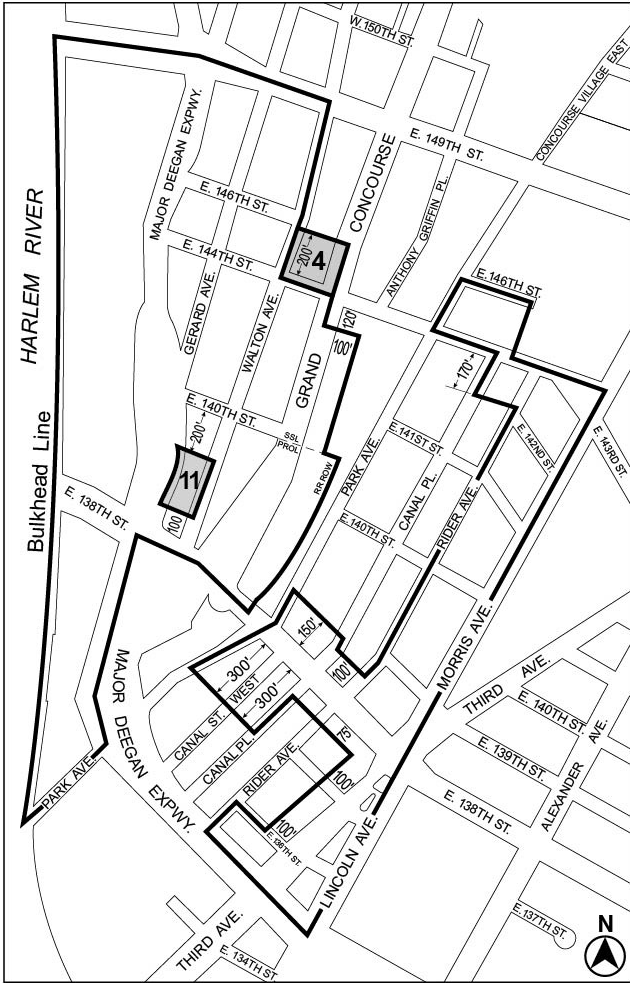 W. 150TH ST.
CONCOURSE VILLAGE EAST
MAJOR DEEGAN EXPWY.
E. 149TH ST.
CONCOURSE
ANTHONY GRIFFIN PL.
HARLEM RIVER
Bulkhead Line
E. 146TH ST.
E. 144TH ST.
200'
4
E. 146TH ST.
GERARD AVE.
WALTON AVE.
GRAND
120'
100'
170'
E. 140TH ST.
200'
SSL
PROL
RR ROW
PARK AVE.
E. 141ST ST.
E. 142ND ST.
E. 143RD ST.
11
100
CANAL PL.
RIDER AVE.
E. 138TH ST.
E. 140TH ST.
MORRIS AVE.
150'
100'
MAJOR DEEGAN EXPWY.
300'
WEST
300'
CANAL ST.
CANAL PL.
RIDER AVE.
75
100'
100'
THIRD AVE.
E. 140TH ST.
E. 139TH ST.
ALEXANDER AVE.
E. 138TH ST.
PARK AVE.
E. 136TH ST.
LINCOLN AVE.
THIRD AVE.
E. 134TH ST.
E. 137TH ST.
N